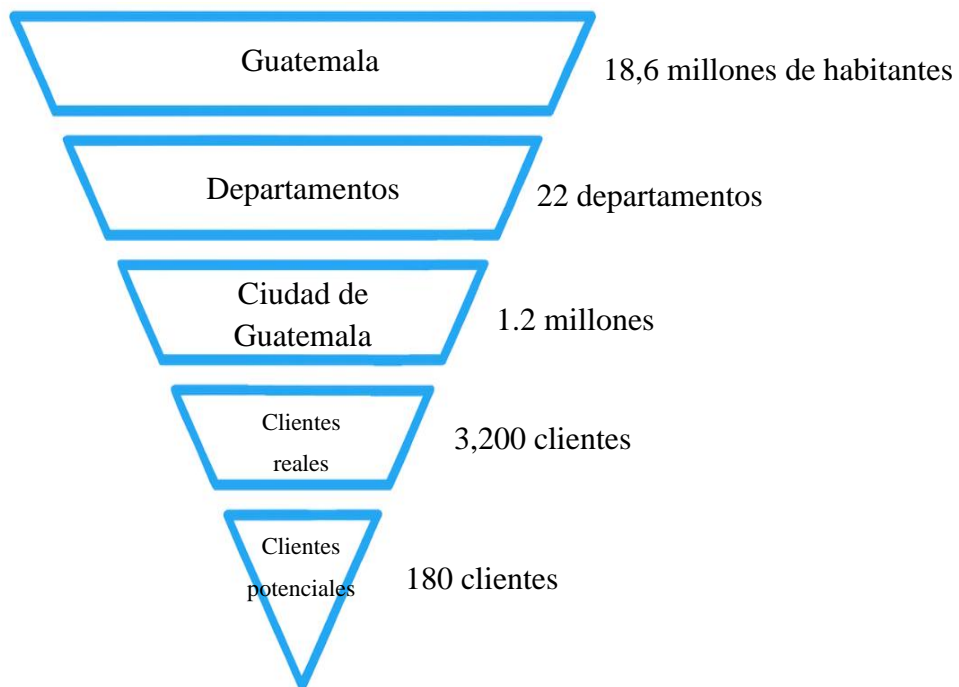 Guatemala
18,6 millones de habitantes
Departamentos
22 departamentos
Ciudad de
Guatemala
1.2 millones
Clientes
reales
3,200 clientes
Clientes
potenciales
180 clientes